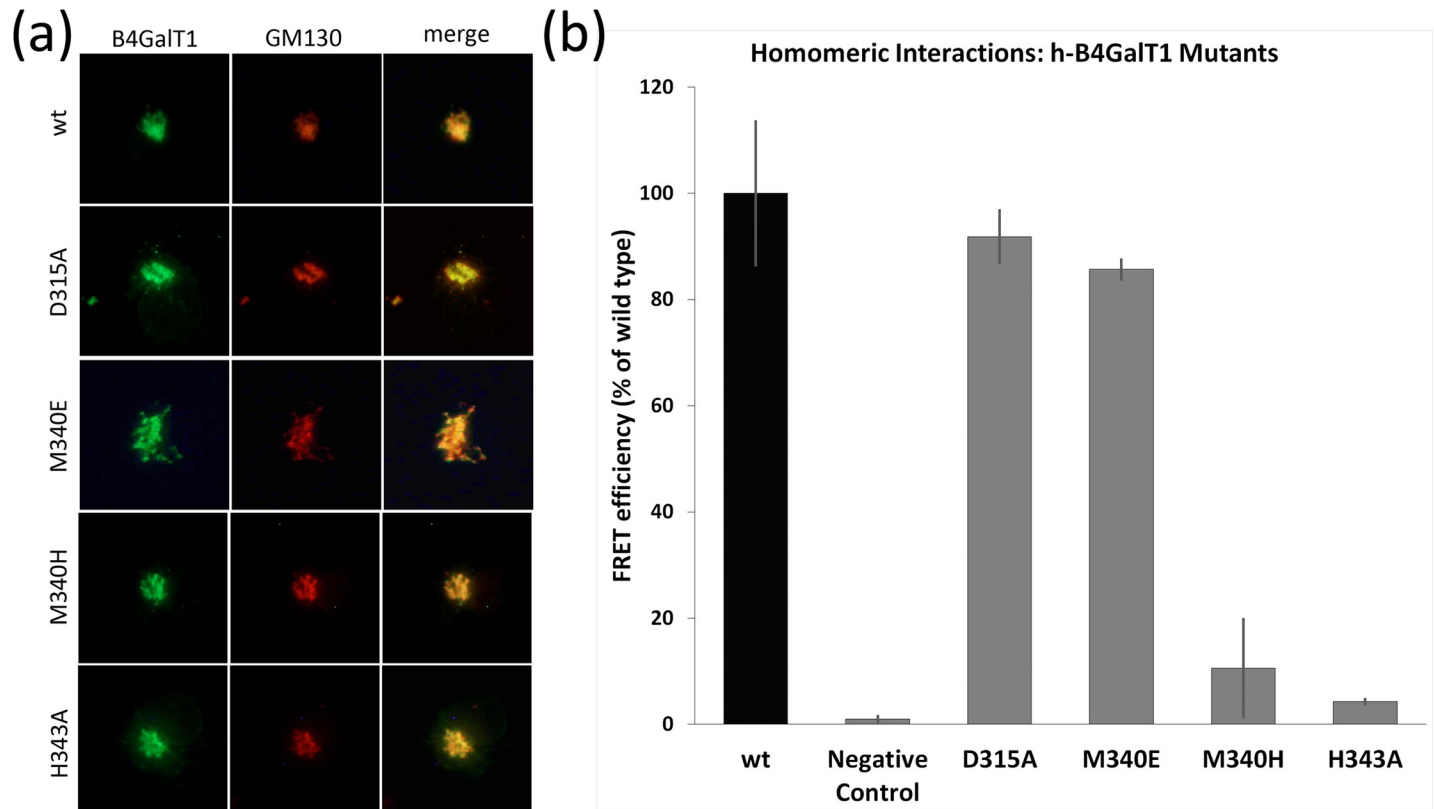 (a)
B4GalT1 GM130 merge
wt
D315A
M340E
M340H
H343A
(b)
Homomeric Interactions: h-B4GalT1 Mutants
FRET efficiency (% of wild type)
120
100
80
60
40
20
0
wt Negative Control D315A M340E M340H H343A